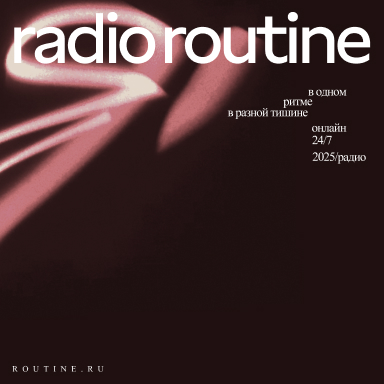 radio routine
в одном
ритме
в разной тишине
онлайн
24/7
2025/радио
ROUTINE.RU